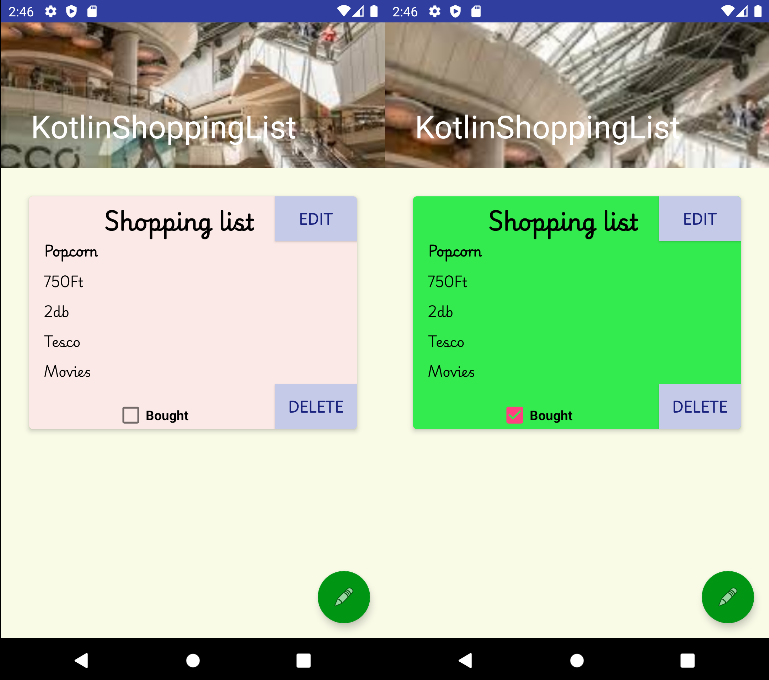 2:46
KotlinShoppingList
CCO
Shopping list
EDIT
Popcorn
750Ft
2db
Tesco
Movies
Bought
DELETE
2:46
KotlinShoppingList
Shopping list
EDIT
Popcorn
750Ft
2db
Tesco
Movies
Bought
DELETE